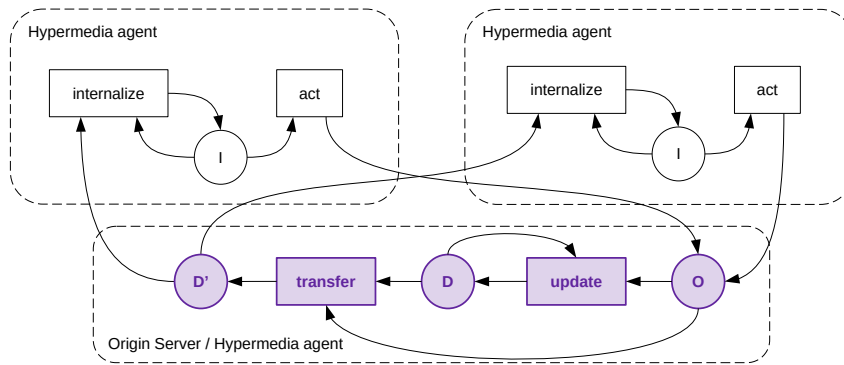 Hypermedia agent
internalize
act
I
Hypermedia agent
internalize
act
I
D'
transfer
D
update
O
Origin Server / Hypermedia agent